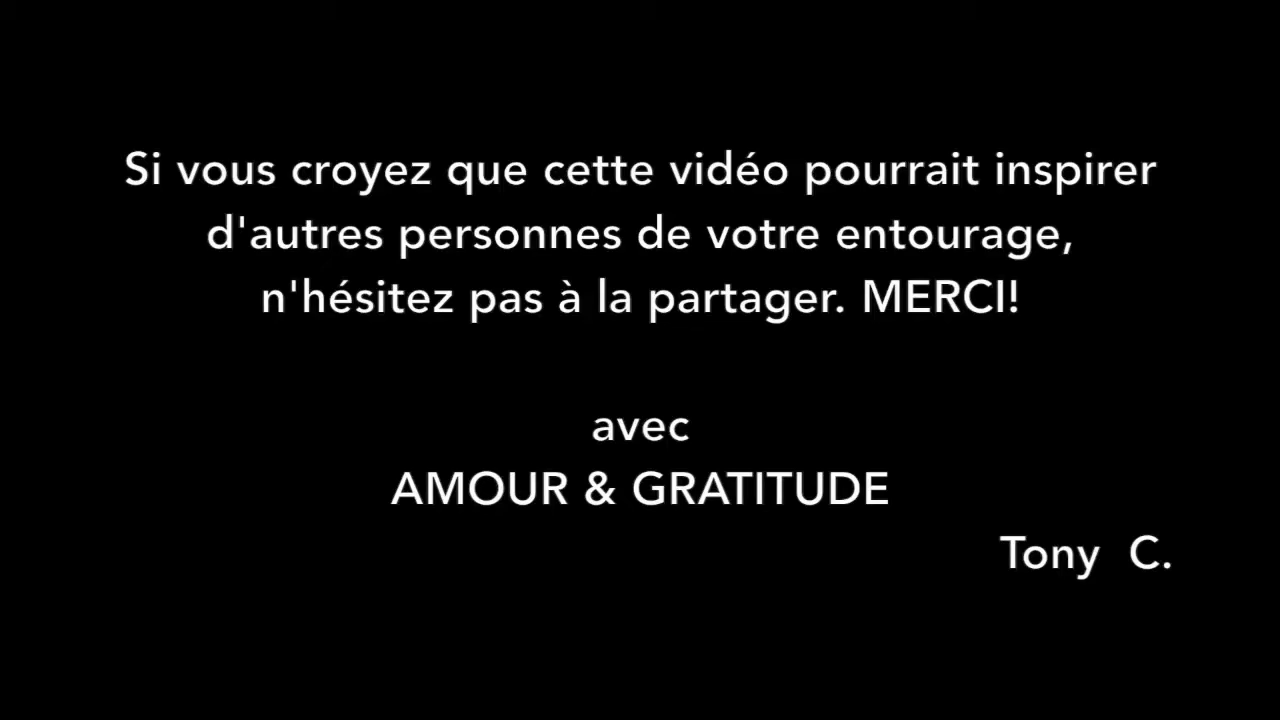 Si vous croyez que cette vidéo pourrait inspirer
d'autres personnes de votre entourage,
n'hésitez pas à la partager. MERCI!
avec
AMOUR & GRATITUDE
Tony  C.